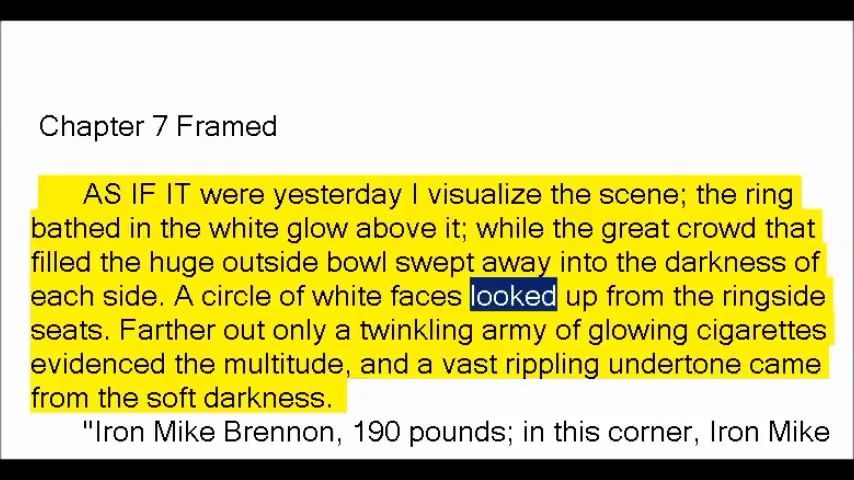 Chapter 7 Framed
AS IF IT were yesterday I visualize the scene; the ring
bathed in the white glow above it; while the great crowd that
filled the huge outside bowl swept away into the darkness of
each side. A circle of white faces looked up from the ringside
seats. Farther out only a twinkling army of glowing cigarettes
evidenced the multitude, and a vast rippling undertone came
from the soft darkness.
"Iron Mike Brennon, 190 pounds; in this corner, Iron Mike